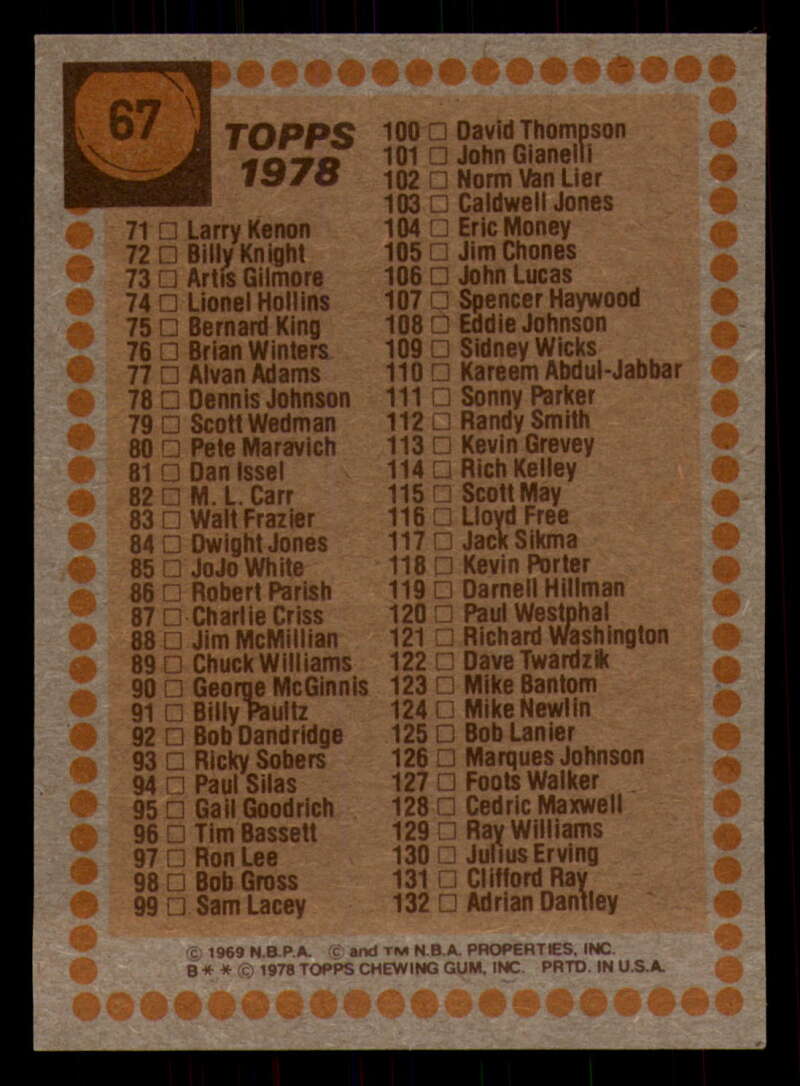 67
TOPPS
1978
71 □ Larry Kenon
72 □ Billy Knight
73 □ Artis Gilmore
74 □ Lionel Hollins
75 □ Bernard King
76 □ Brian Winters
77 □ Alvan Adams
78 □ Dennis Johnson
79 □ Scott Wedman
80 □ Pete Maravich
81 □ Dan Issel
82 □ M. L. Carr
83 □ Walt Frazier
84 □ Dwight Jones
85 □ JoJo White
86 □ Robert Parish
87 □ Charlie Criss
88 □ Jim McMillian
89 □ Chuck Williams
90 □ George McGinnis
91 □ Billy Paultz
92 □ Bob Dandridge
93 □ Ricky Sobers
94 □ Paul Silas
95 □ Gail Goodrich
96 □ Tim Bassett
97 □ Ron Lee
98 □ Bob Gross
99 □ Sam Lacey
100 □ David Thompson
101 □ John Gianelli
102 □ Norm Van Lier
103 □ Caldwell Jones
104 □ Eric Money
105 □ Jim Chones
106 □ John Lucas
107 □ Spencer Haywood
108 □ Eddie Johnson
109 □ Sidney Wicks
110 □ Kareem Abdul-Jabbar
111 □ Sonny Parker
112 □ Randy Smith
113 □ Kevin Grevey
114 □ Rich Kelley
115 □ Scott May
116 □ Lloyd Free
117 □ Jack Sikma
118 □ Kevin Porter
119 □ Darnell Hillman
120 □ Paul Westphal
121 □ Richard Washington
122 □ Dave Twardzik
123 □ Mike Bantom
124 □ Mike Newlin
125 □ Bob Lanier
126 □ Marques Johnson
127 □ Foots Walker
128 □ Cedric Maxwell
129 □ Ray Williams
130 □ Julius Erving
131 □ Clifford Ray
132 □ Adrian Dantley
© 1969 N.B.P.A. © and TM N.B.A. PROPERTIES, INC.
B * * © 1978 TOPPS CHEWING GUM, INC. PRTD. IN U.S.A.